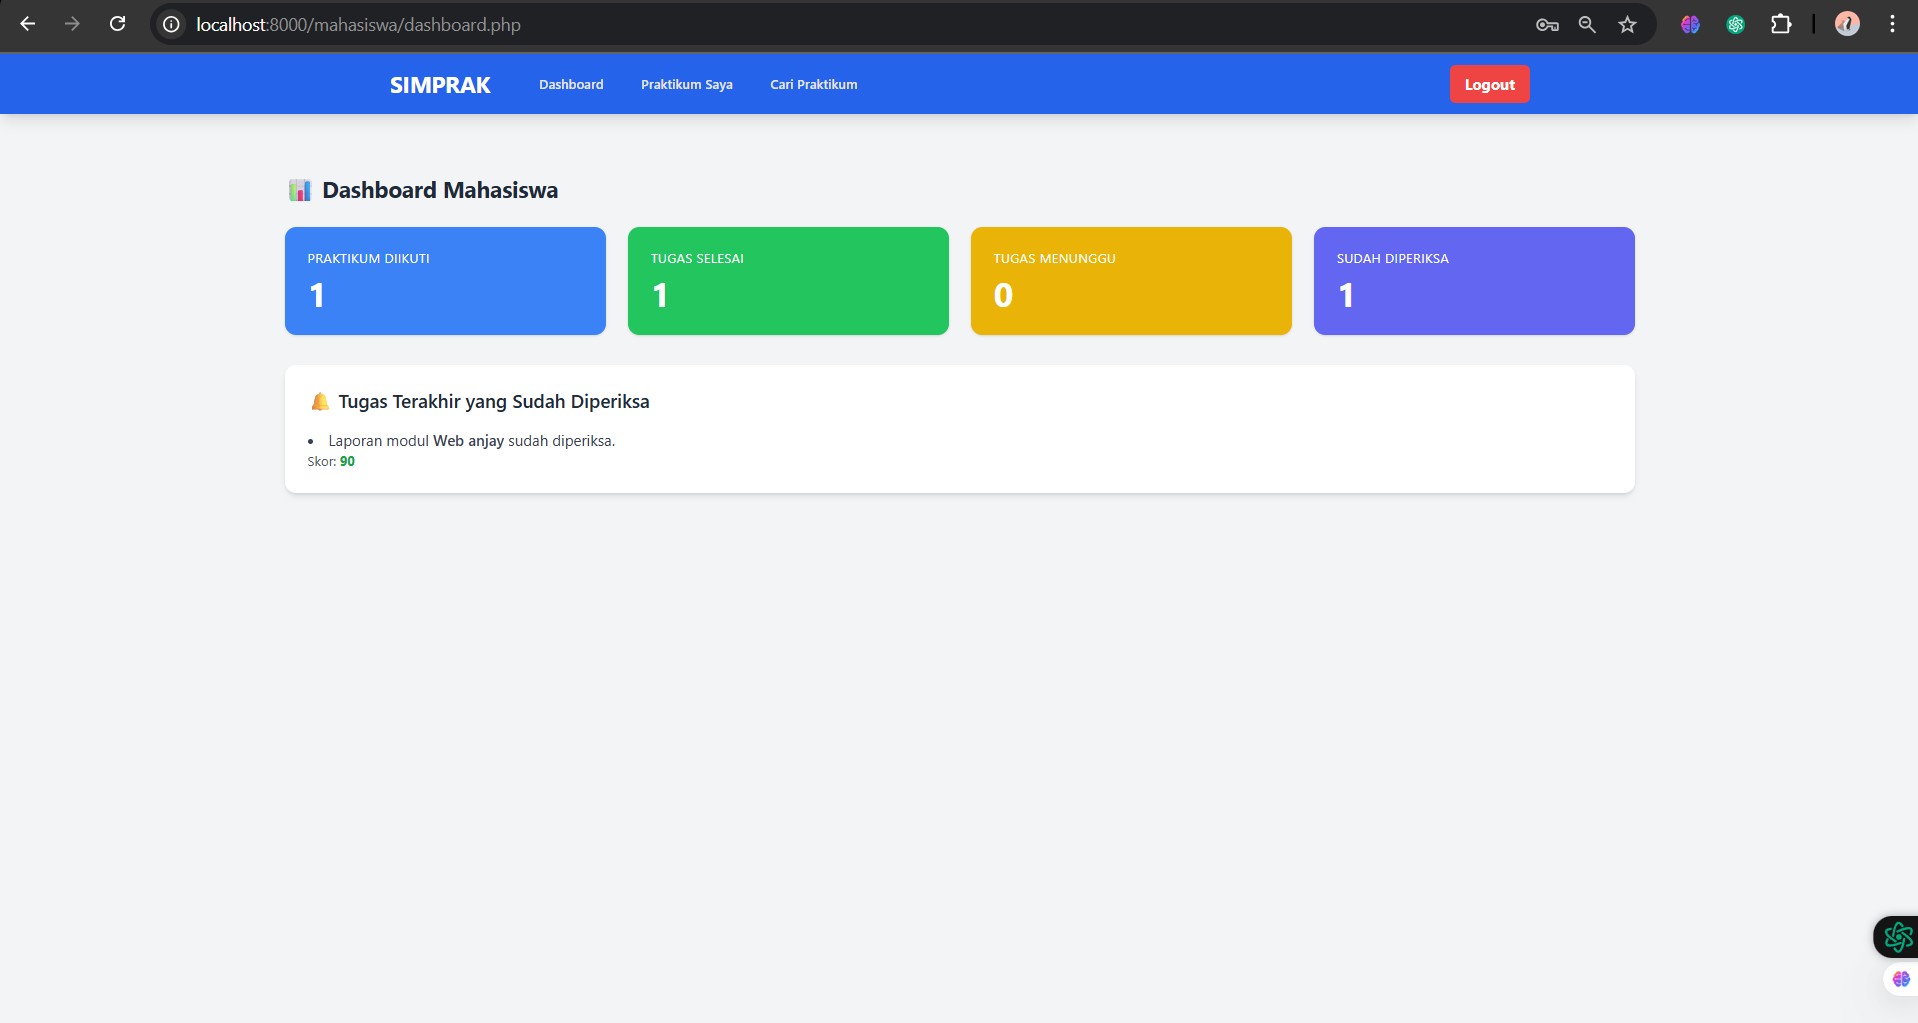 localhost:8000/mahasiswa/dashboard.php
SIMPRAK Dashboard Praktikum Saya Cari Praktikum Logout
Dashboard Mahasiswa
PRAKTIKUM DIIKUTI
1
TUGAS SELESAI
1
TUGAS MENUNGGU
0
SUDAH DIPERIKSA
1
Tugas Terakhir yang Sudah Diperiksa
• Laporan modul Web anjay sudah diperiksa.
Skor: 90